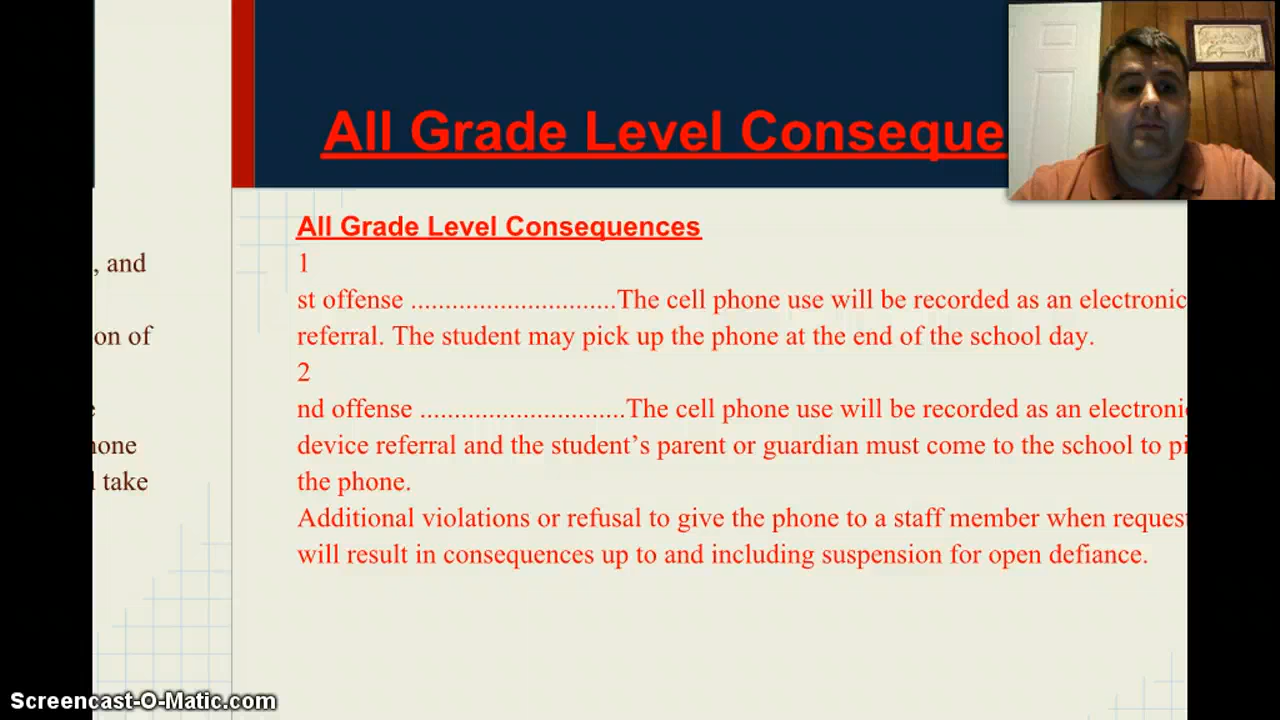 All Grade Level Conseque
All Grade Level Consequences
1
st offense ..............................The cell phone use will be recorded as an electronic
referral. The student may pick up the phone at the end of the school day.
2
nd offense ..............................The cell phone use will be recorded as an electroni
device referral and the student's parent or guardian must come to the school to pi
the phone.
Additional violations or refusal to give the phone to a staff member when request
will result in consequences up to and including suspension for open defiance.
, and
on of
e
none
take
Screencast-O-Matic.com